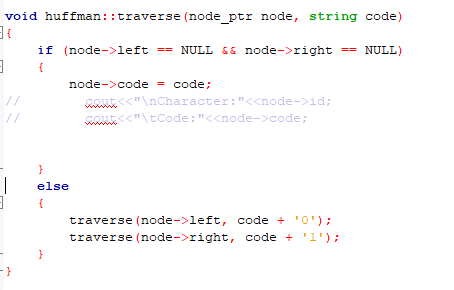 void huffman::traverse(node_ptr node, string code)
{
    if (node->left == NULL && node->right == NULL)
    {
        node->code = code;
//        cout<<"\nCharacter:"<<node->id;
//        cout<<"\tCode:"<<node->code;
    }
    else
    {
        traverse(node->left, code + '0');
        traverse(node->right, code + '1');
    }
}